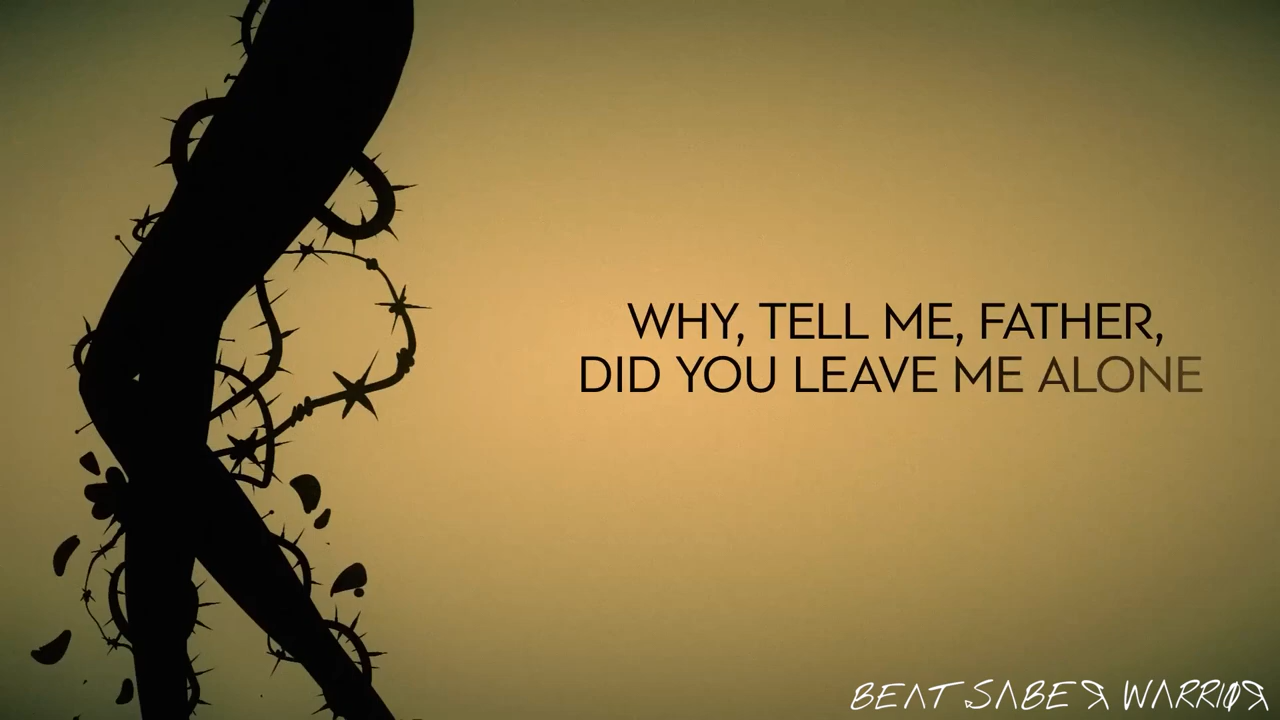 WHY, TELL ME, FATHER,
DID YOU LEAVE ME ALONE
BEAT SABER WARRIOR